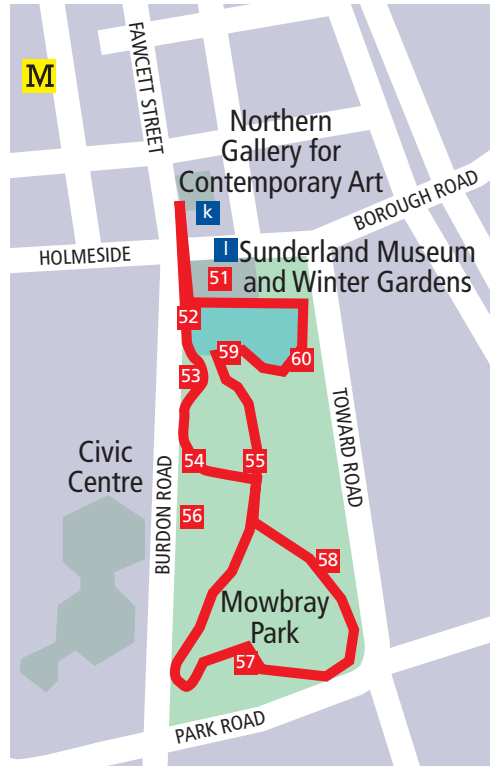 M
FAWCETT STREET
Northern
Gallery for
Contemporary Art
k
BOROUGH ROAD
HOLMESIDE
l
Sunderland Museum
and Winter Gardens
51
52
59
60
53
TOWARD ROAD
Civic
Centre
54
55
BURDON ROAD
56
58
Mowbray
Park
57
PARK ROAD